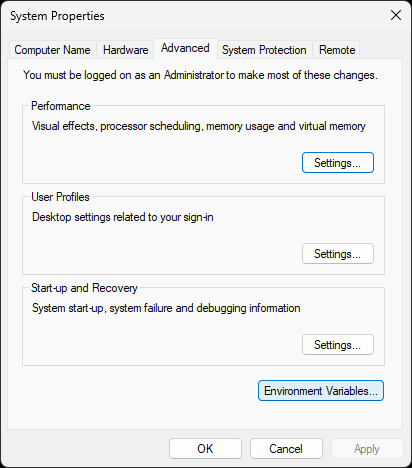 System Properties
Computer Name Hardware Advanced System Protection Remote
You must be logged on as an Administrator to make most of these changes.
Performance
Visual effects, processor scheduling, memory usage and virtual memory
Settings...
User Profiles
Desktop settings related to your sign-in
Settings...
Start-up and Recovery
System start-up, system failure and debugging information
Settings...
Environment Variables...
OK Cancel Apply